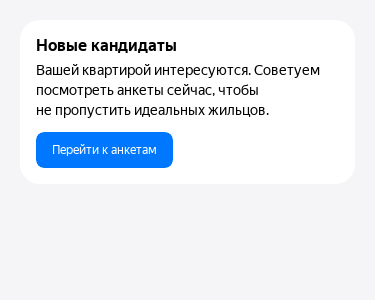 Новые кандидаты
Вашей квартирой интересуются. Советуем
посмотреть анкеты сейчас, чтобы
не пропустить идеальных жильцов.
Перейти к анкетам